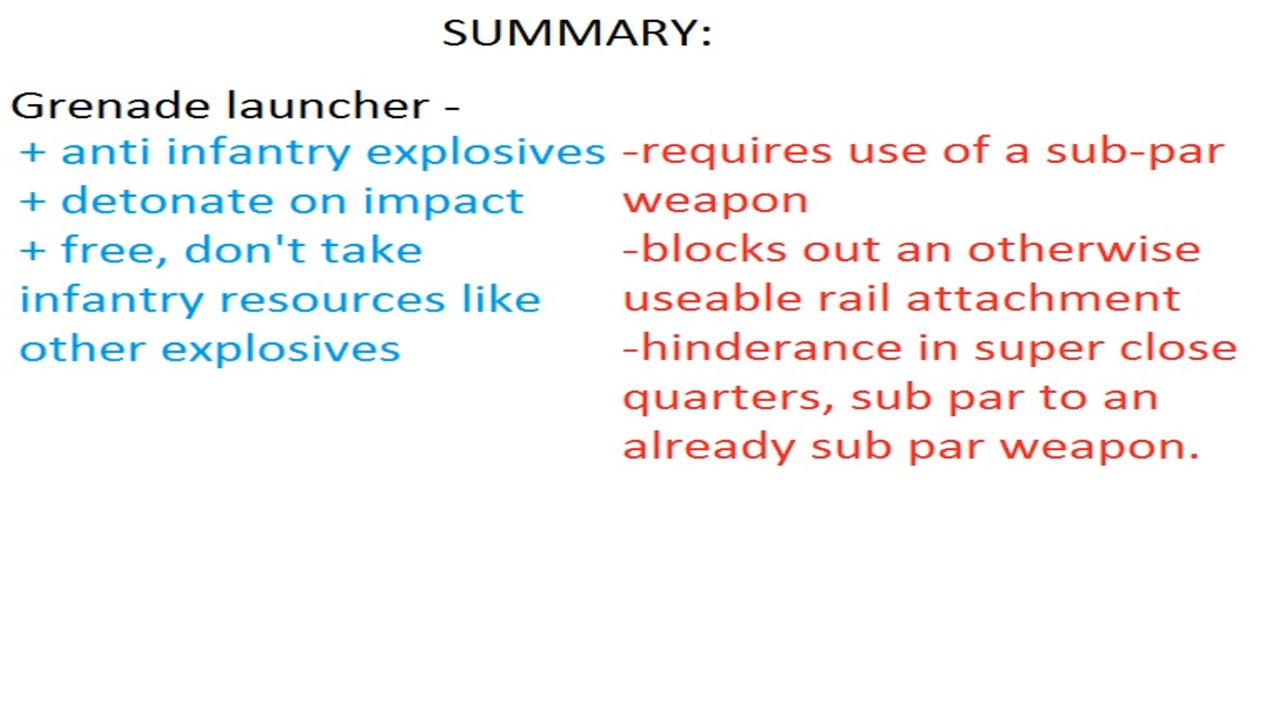 SUMMARY:
Grenade launcher -
+ anti infantry explosives
+ detonate on impact
+ free, don't take
infantry resources like
other explosives
-requires use of a sub-par
weapon
-blocks out an otherwise
useable rail attachment
-hinderance in super close
quarters, sub par to an
already sub par weapon.